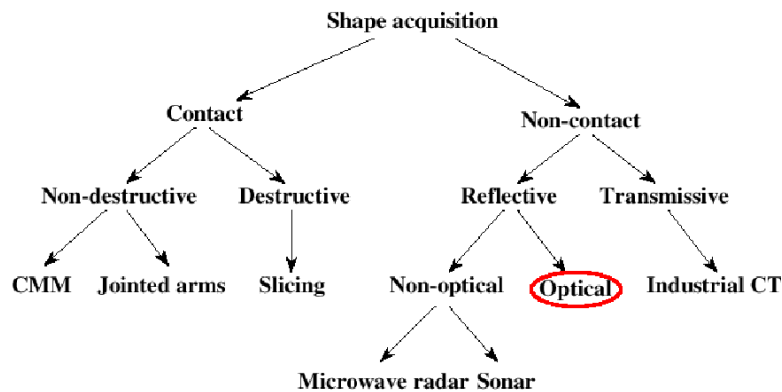 Shape acquisition
Contact
Non-contact
Non-destructive Destructive Reflective Transmissive
CMM Jointed arms Slicing Non-optical Optical Industrial CT
Microwave radar Sonar